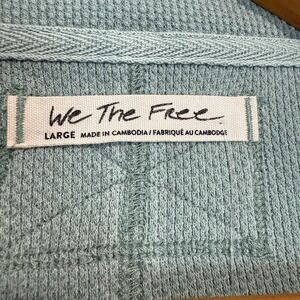 We The Free
LARGE MADE IN CAMBODIA / FABRIQUÉ AU CAMBODGE